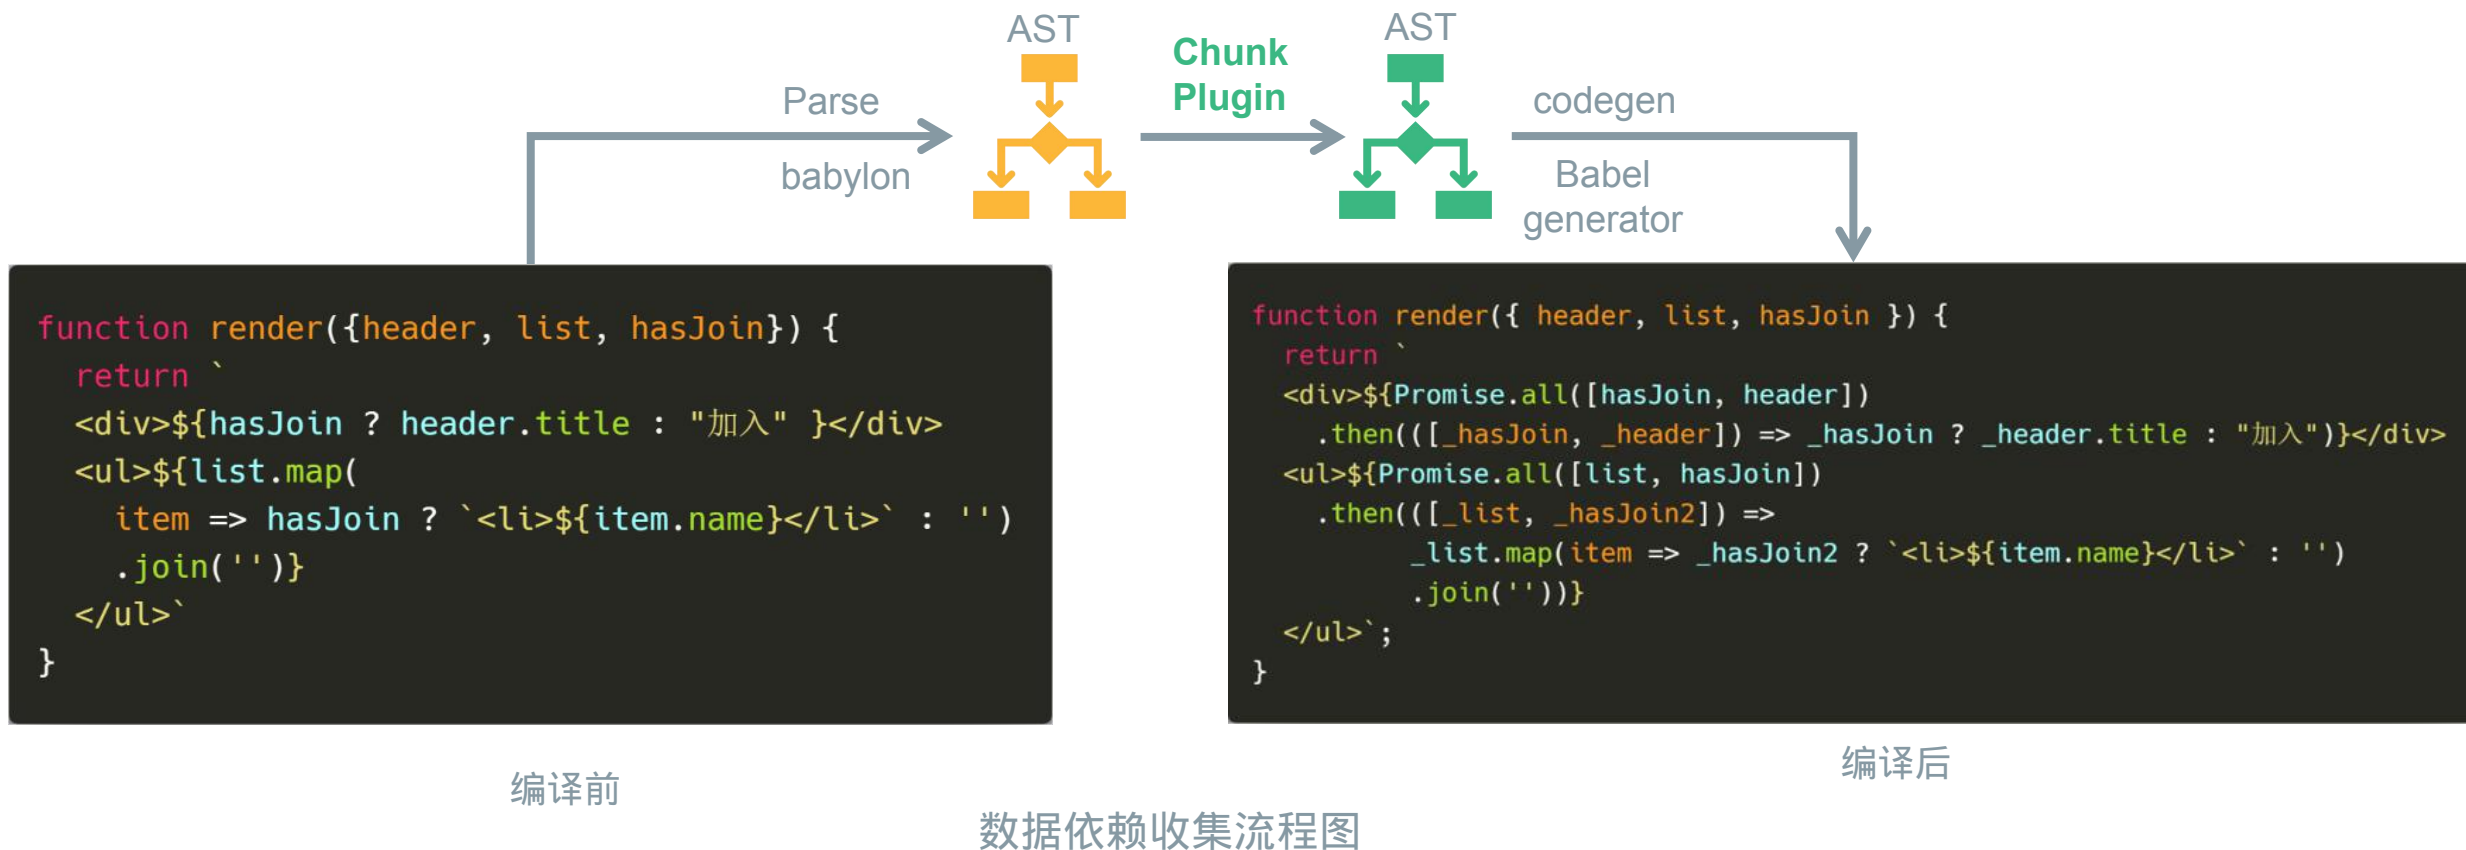 AST
AST
Chunk
Plugin
Parse
babylon
codegen
Babel
generator
function render({header, list, hasJoin}) {
  return `
  <div>${hasJoin ? header.title : "加入" }</div>
  <ul>${list.map(
    item => hasJoin ? `<li>${item.name}</li>` : '')
    .join('')}
  </ul>`
}
编译前
function render({ header, list, hasJoin }) {
  return `
  <div>${Promise.all([hasJoin, header])
    .then(([_hasJoin, _header]) => _hasJoin ? _header.title : "加入")}</div>
  <ul>${Promise.all([list, hasJoin])
    .then(([_list, _hasJoin2]) =>
          _list.map(item => _hasJoin2 ? `<li>${item.name}</li>` : '')
          .join(''))}
  </ul>`;
}
编译后
数据依赖收集流程图